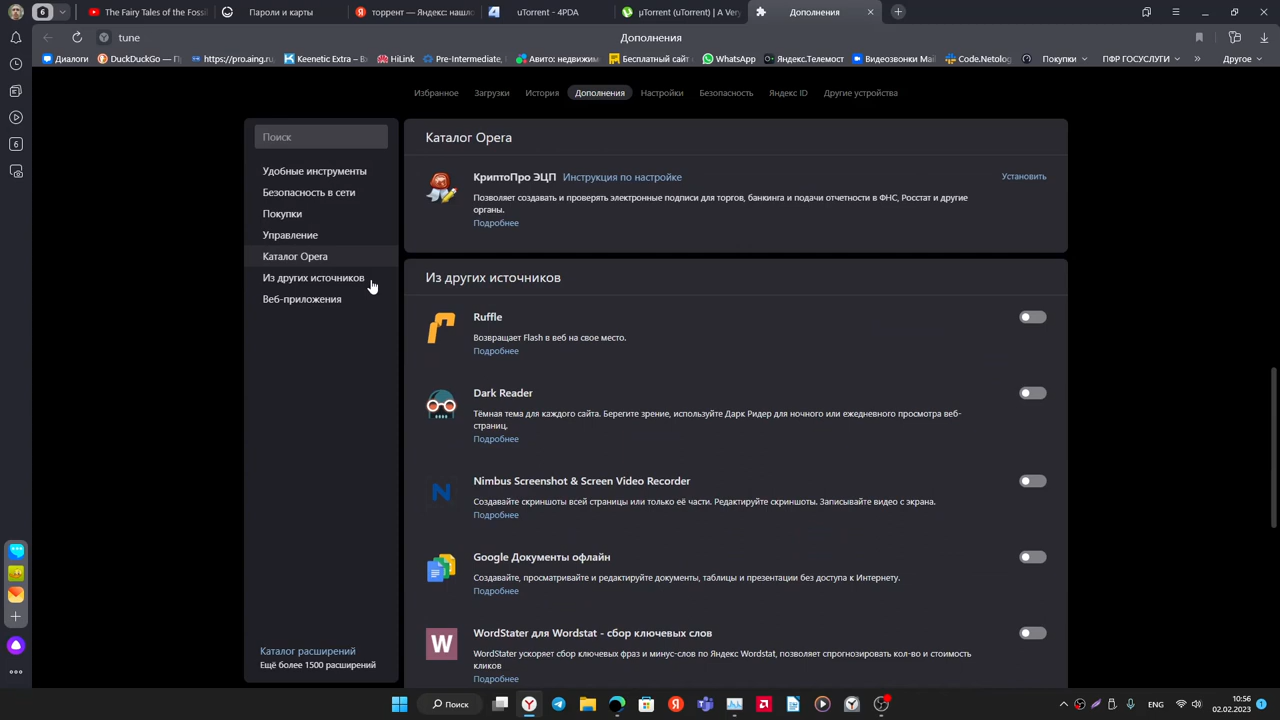 6
The Fairy Tales of the Fossil
Пароли и карты
торрент — Яндекс: нашло
uTorrent - 4PDA
µTorrent (uTorrent) | A Very
Дополнения
tune
Дополнения
Диалоги
DuckDuckGo — П
https://pro.aing.ru
Keenetic Extra – В
HiLink
Pre-Intermediate,
Авито: недвижим
Бесплатный сайт
WhatsApp
Яндекс.Телемост
Видеозвонки Mail
Code.Netolog
Покупки
ПФР ГОСУСЛУГИ
Другое
Избранное
Загрузки
История
Дополнения
Настройки
Безопасность
Яндекс ID
Другие устройства
6
Поиск
Удобные инструменты
Безопасность в сети
Покупки
Управление
Каталог Opera
Из других источников
Веб-приложения
Каталог расширений
Ещё более 1500 расширений
Каталог Opera
КриптоПро ЭЦП Инструкция по настройке
Установить
Позволяет создавать и проверять электронные подписи для торгов, банкинга и подачи отчетности в ФНС, Росстат и другие
органы.
Подробнее
Из других источников
Ruffle
Возвращает Flash в веб на свое место.
Подробнее
Dark Reader
Тёмная тема для каждого сайта. Берегите зрение, используйте Дарк Ридер для ночного или ежедневного просмотра веб-
страниц.
Подробнее
Nimbus Screenshot & Screen Video Recorder
Создавайте скриншоты всей страницы или только её части. Редактируйте скриншоты. Записывайте видео с экрана.
Подробнее
Google Документы офлайн
Создавайте, просматривайте и редактируйте документы, таблицы и презентации без доступа к Интернету.
Подробнее
W
WordStater для Wordstat - сбор ключевых слов
WordStater ускоряет сбор ключевых фраз и минус-слов по Яндекс Wordstat, позволяет спрогнозировать кол-во и стоимость
кликов
Подробнее
Поиск
ENG
10:56
02.02.2023